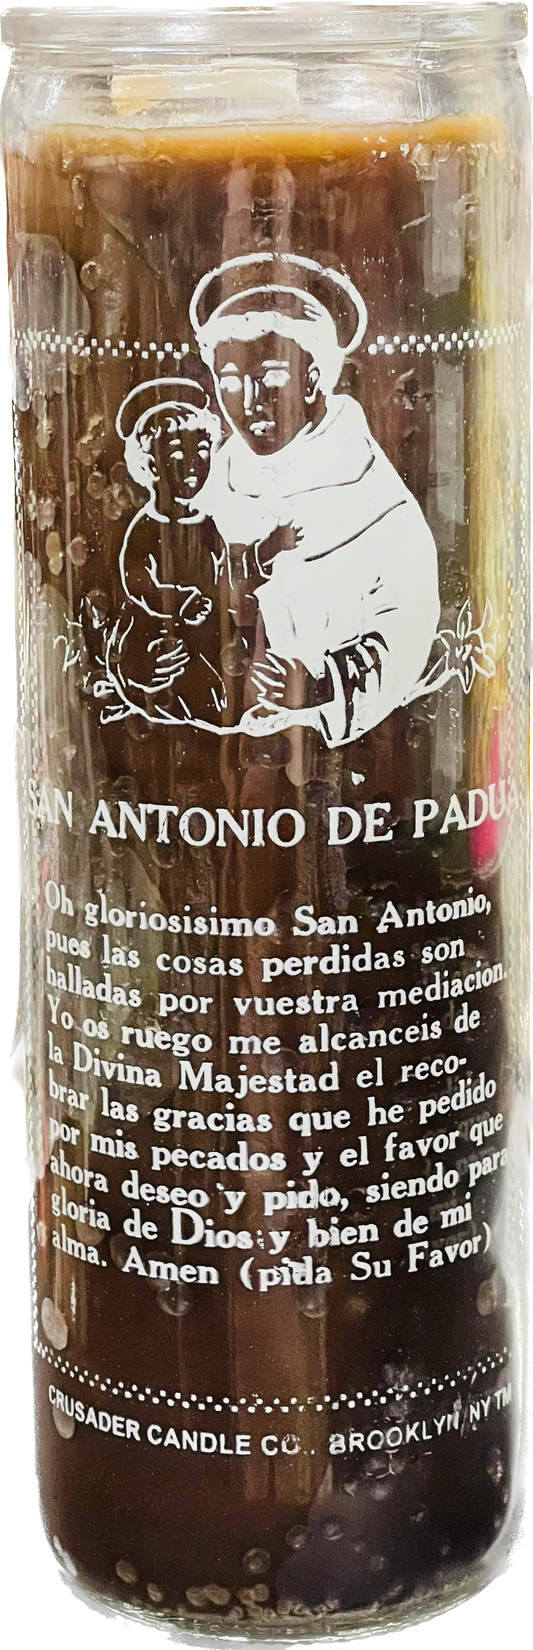 SAN ANTONIO DE PADUA
Oh gloriosisimo San Antonio,
pues las cosas perdidas son
halladas por vuestra mediacion.
Yo os ruego me alcanceis de
la Divina Majestad el reco-
brar las gracias que he pedido
por mis pecados y el favor que
ahora deseo y pido, siendo para
gloria de Dios y bien de mi
alma. Amen (pida Su Favor)
CRUSADER CANDLE CO., BROOKLYN, NY TM